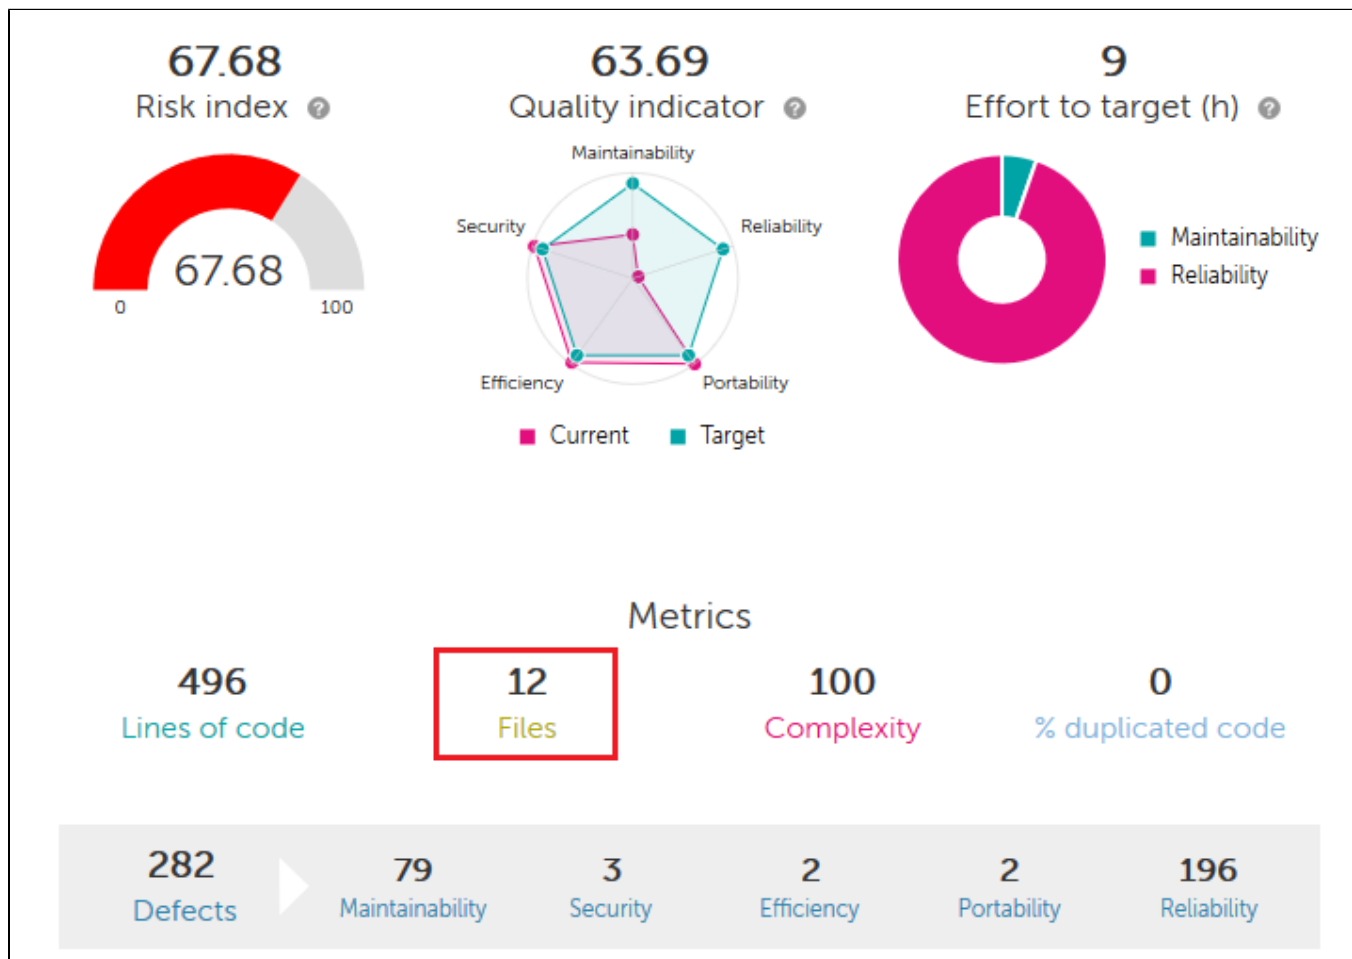 67.68
Risk index ?
67.68
0 100
63.69
Quality indicator ?
Maintainability
Security
Reliability
Efficiency
Portability
Current Target
9
Effort to target (h) ?
Maintainability
Reliability
Metrics
496
Lines of code
12
Files
100
Complexity
0
% duplicated code
282
Defects
79
Maintainability
3
Security
2
Efficiency
2
Portability
196
Reliability